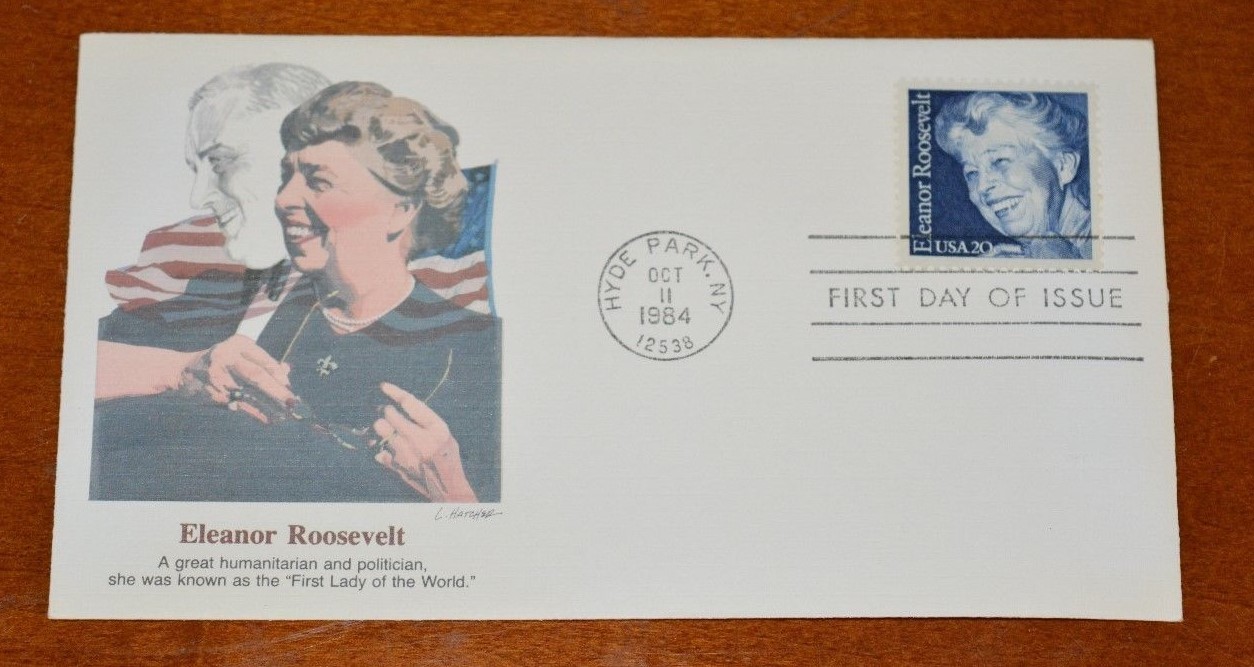 Eleanor Roosevelt
USA 20c
HYDE PARK, NY
OCT
11
1984
12538
FIRST DAY OF ISSUE
L. HATCHER
Eleanor Roosevelt
A great humanitarian and politician,
she was known as the “First Lady of the World.”